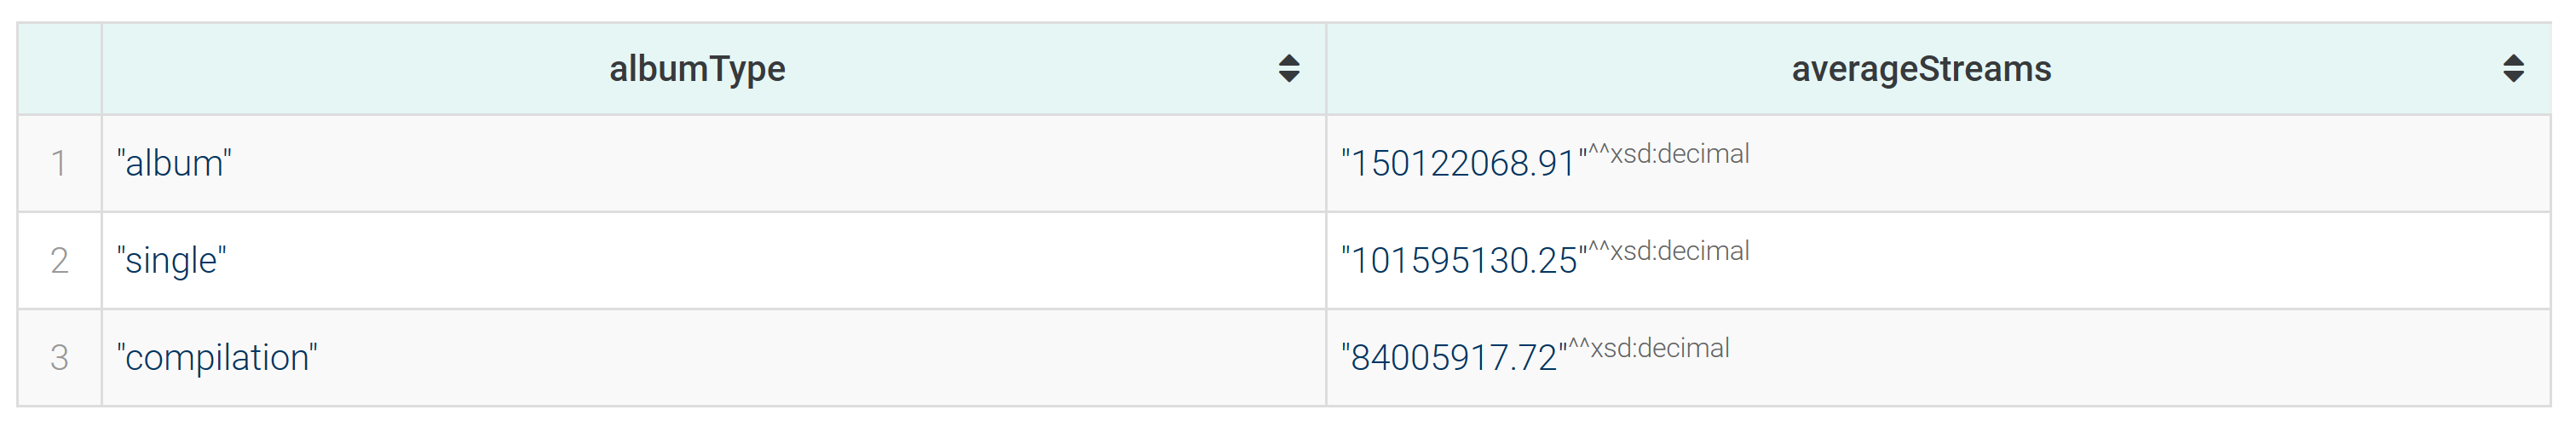 albumType averageStreams
1 "album" "150122068.91"^^xsd:decimal
2 "single" "101595130.25"^^xsd:decimal
3 "compilation" "84005917.72"^^xsd:decimal